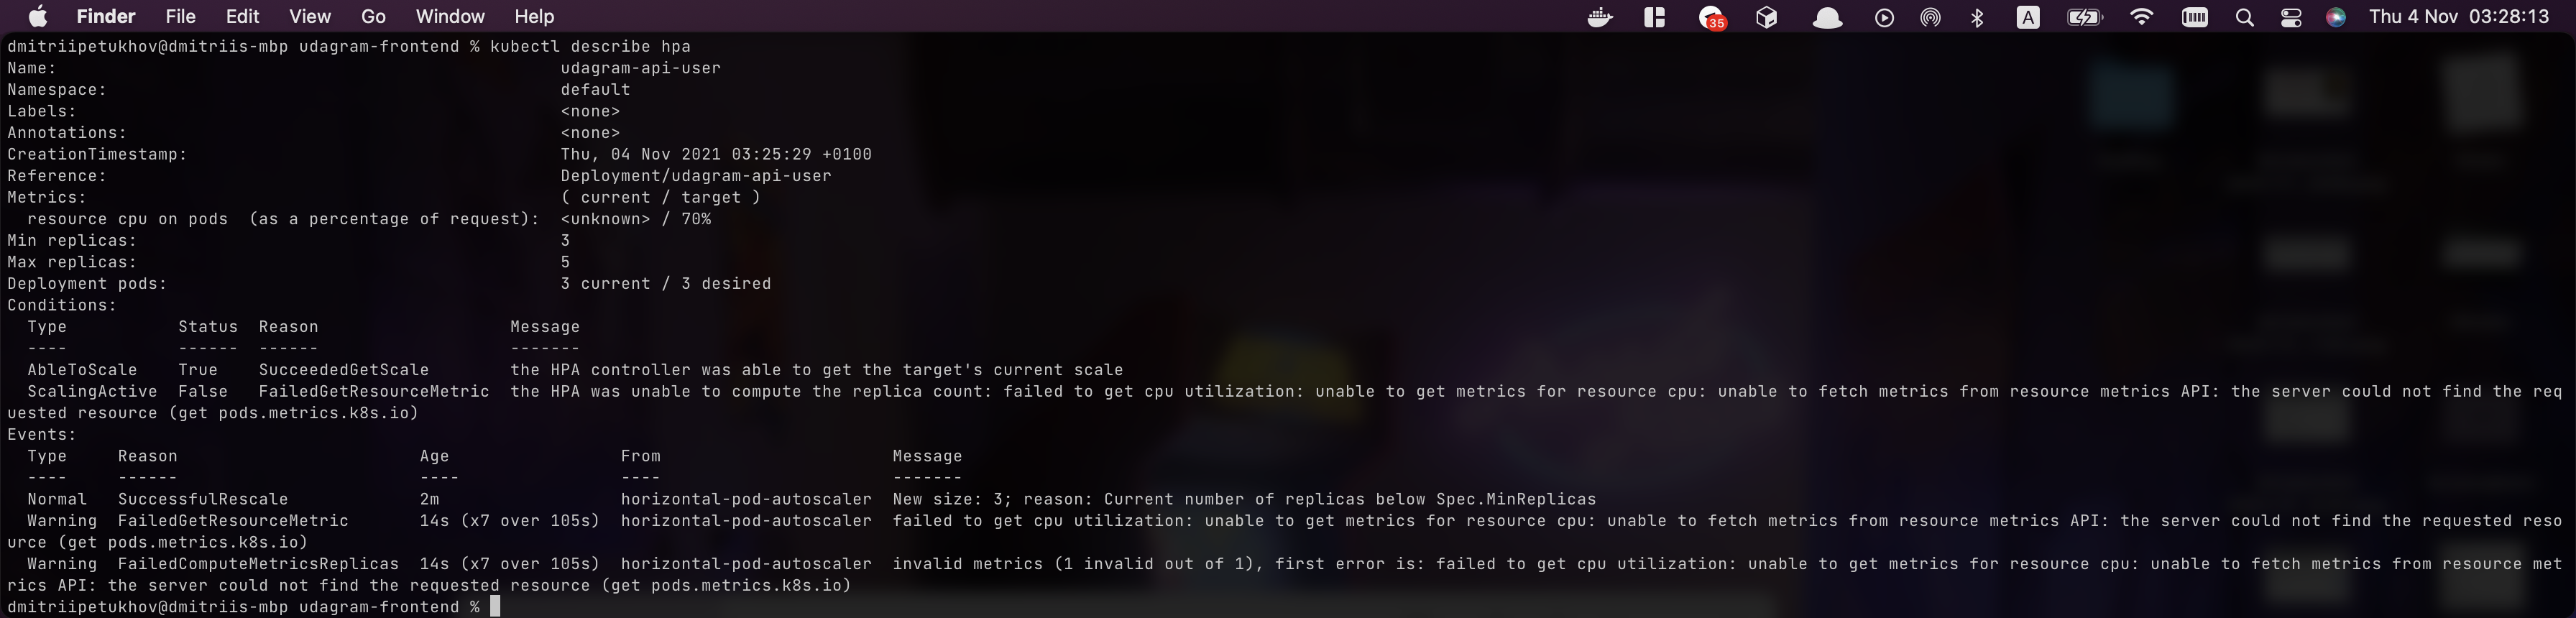 Finder File Edit View Go Window Help 35 A Thu 4 Nov 03:28:13
dmitriipetukhov@dmitriis-mbp udagram-frontend % kubectl describe hpa
Name: udagram-api-user
Namespace: default
Labels: <none>
Annotations: <none>
CreationTimestamp: Thu, 04 Nov 2021 03:25:29 +0100
Reference: Deployment/udagram-api-user
Metrics: ( current / target )
resource cpu on pods (as a percentage of request): <unknown> / 70%
Min replicas: 3
Max replicas: 5
Deployment pods: 3 current / 3 desired
Conditions:
Type Status Reason Message
---- ------ ------ -------
AbleToScale True SucceededGetScale the HPA controller was able to get the target's current scale
ScalingActive False FailedGetResourceMetric the HPA was unable to compute the replica count: failed to get cpu utilization: unable to get metrics for resource cpu: unable to fetch metrics from resource metrics API: the server could not find the req
uested resource (get pods.metrics.k8s.io)
Events:
Type Reason Age From Message
---- ------ ---- ---- -------
Normal SuccessfulRescale 2m horizontal-pod-autoscaler New size: 3; reason: Current number of replicas below Spec.MinReplicas
Warning FailedGetResourceMetric 14s (x7 over 105s) horizontal-pod-autoscaler failed to get cpu utilization: unable to get metrics for resource cpu: unable to fetch metrics from resource metrics API: the server could not find the requested reso
urce (get pods.metrics.k8s.io)
Warning FailedComputeMetricsReplicas 14s (x7 over 105s) horizontal-pod-autoscaler invalid metrics (1 invalid out of 1), first error is: failed to get cpu utilization: unable to get metrics for resource cpu: unable to fetch metrics from resource met
rics API: the server could not find the requested resource (get pods.metrics.k8s.io)
dmitriipetukhov@dmitriis-mbp udagram-frontend %